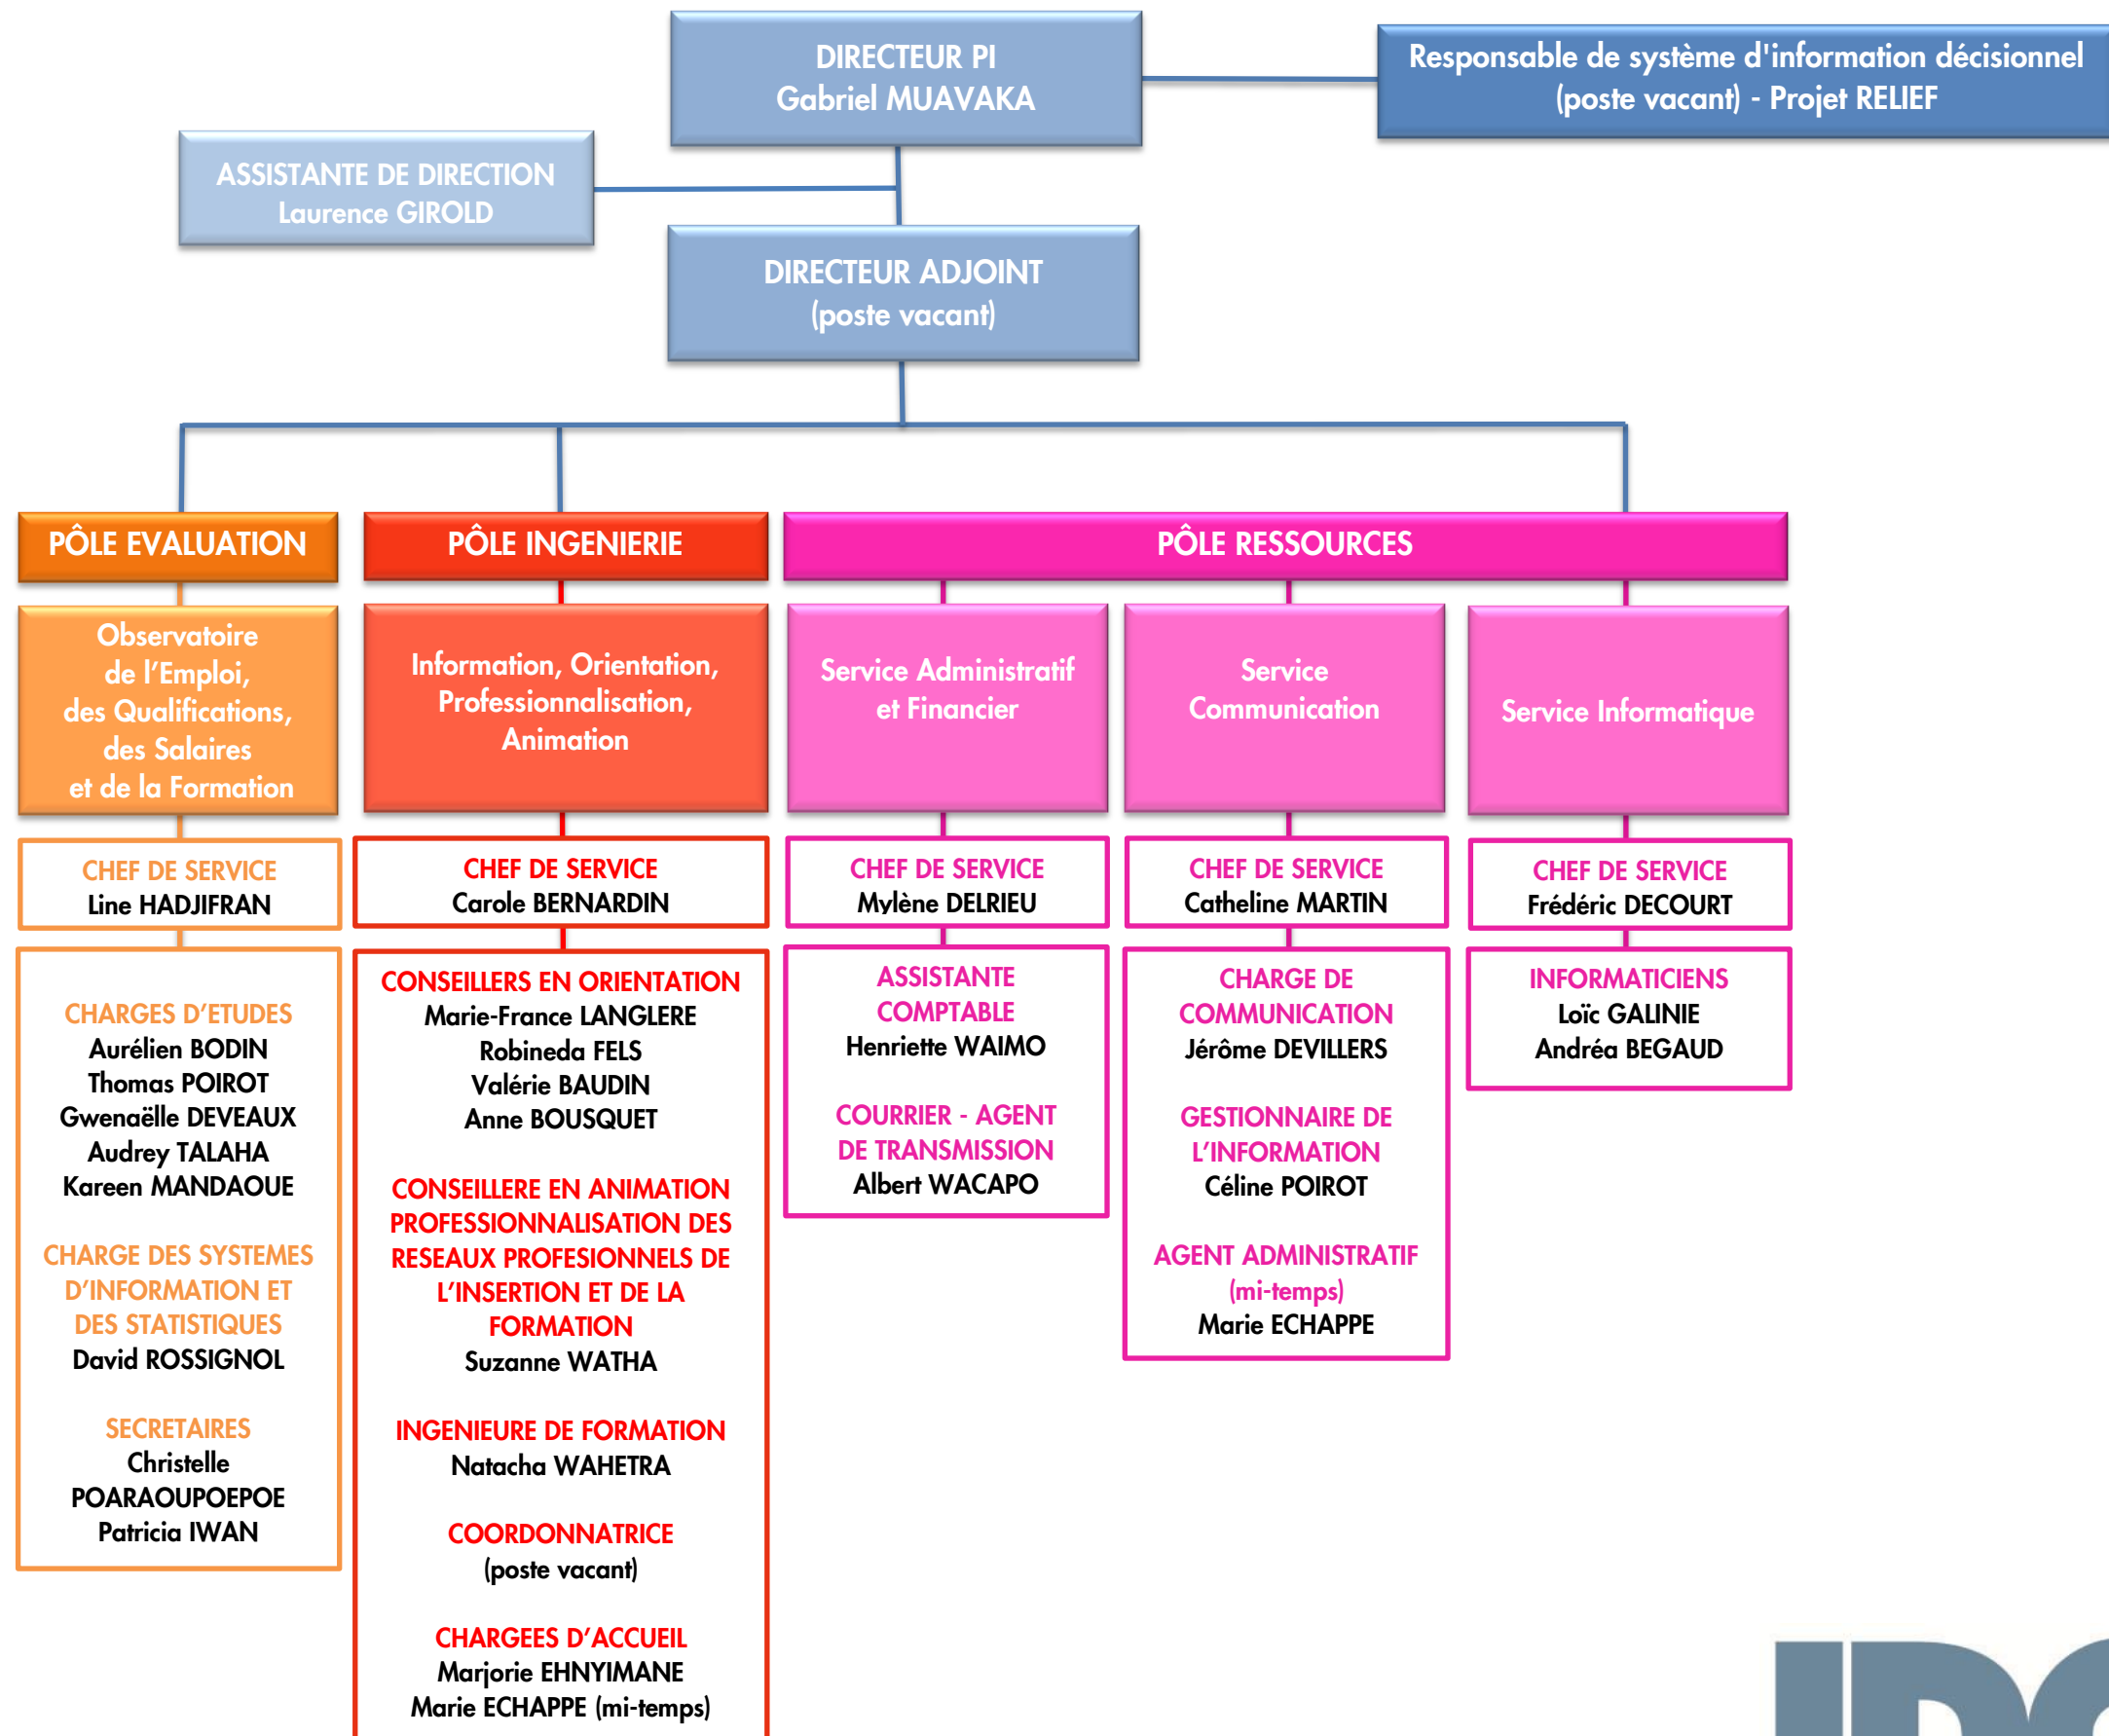 DIRECTEUR PI
Gabriel MUAVAKA
Responsable de système d'information décisionnel
(poste vacant) - Projet RELIEF
ASSISTANTE DE DIRECTION
Laurence GIROLD
DIRECTEUR ADJOINT
(poste vacant)
PÔLE EVALUATION
Observatoire
de l'Emploi,
des Qualifications,
des Salaires
et de la Formation
CHEF DE SERVICE
Line HADJIFRAN
CHARGES D'ETUDES
Aurélien BODIN
Thomas POIROT
Gwenaëlle DEVEAUX
Audrey TALAHA
Kareen MANDAOUE
CHARGE DES SYSTEMES
D'INFORMATION ET
DES STATISTIQUES
David ROSSIGNOL
SECRETAIRES
Christelle
POARAOUPOEPOE
Patricia IWAN
PÔLE INGENIERIE
Information, Orientation,
Professionnalisation,
Animation
CHEF DE SERVICE
Carole BERNARDIN
CONSEILLERS EN ORIENTATION
Marie-France LANGLERE
Robineda FELS
Valérie BAUDIN
Anne BOUSQUET
CONSEILLERE EN ANIMATION
PROFESSIONNALISATION DES
RESEAUX PROFESIONNELS DE
L'INSERTION ET DE LA
FORMATION
Suzanne WATHA
INGENIEURE DE FORMATION
Natacha WAHETRA
COORDONNATRICE
(poste vacant)
CHARGEES D'ACCUEIL
Marjorie EHNYIMANE
Marie ECHAPPE (mi-temps)
PÔLE RESSOURCES
Service Administratif
et Financier
CHEF DE SERVICE
Mylène DELRIEU
ASSISTANTE
COMPTABLE
Henriette WAIMO
COURRIER - AGENT
DE TRANSMISSION
Albert WACAPO
Service
Communication
CHEF DE SERVICE
Catheline MARTIN
CHARGE DE
COMMUNICATION
Jérôme DEVILLERS
GESTIONNAIRE DE
L'INFORMATION
Céline POIROT
AGENT ADMINISTRATIF
(mi-temps)
Marie ECHAPPE
Service Informatique
CHEF DE SERVICE
Frédéric DECOURT
INFORMATICIENS
Loïc GALINIE
Andréa BEGAUD